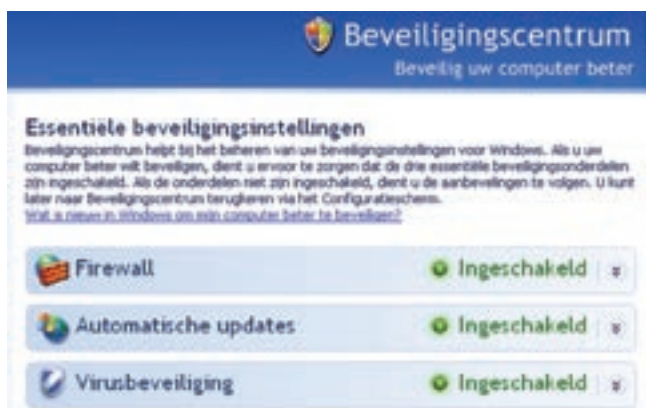 Beveiligingscentrum
Beveilig uw computer beter
Essentiële beveiligingsinstellingen
Beveiligingscentrum helpt bij het beheren van uw beveiligingsinstellingen voor Windows. Als u uw
computer beter wilt beveiligen, dient u ervoor te zorgen dat de drie essentiële beveiligingsonderdelen
zijn ingeschakeld. Als de onderdelen niet zijn ingeschakeld, dient u de aanbevelingen te volgen. U kunt
later naar Beveiligingscentrum terugkeren via het Configuratiescherm.
Wat is nieuw in Windows om mijn computer beter te beveiligen?
Firewall Ingeschakeld
Automatische updates Ingeschakeld
Virusbeveiliging Ingeschakeld